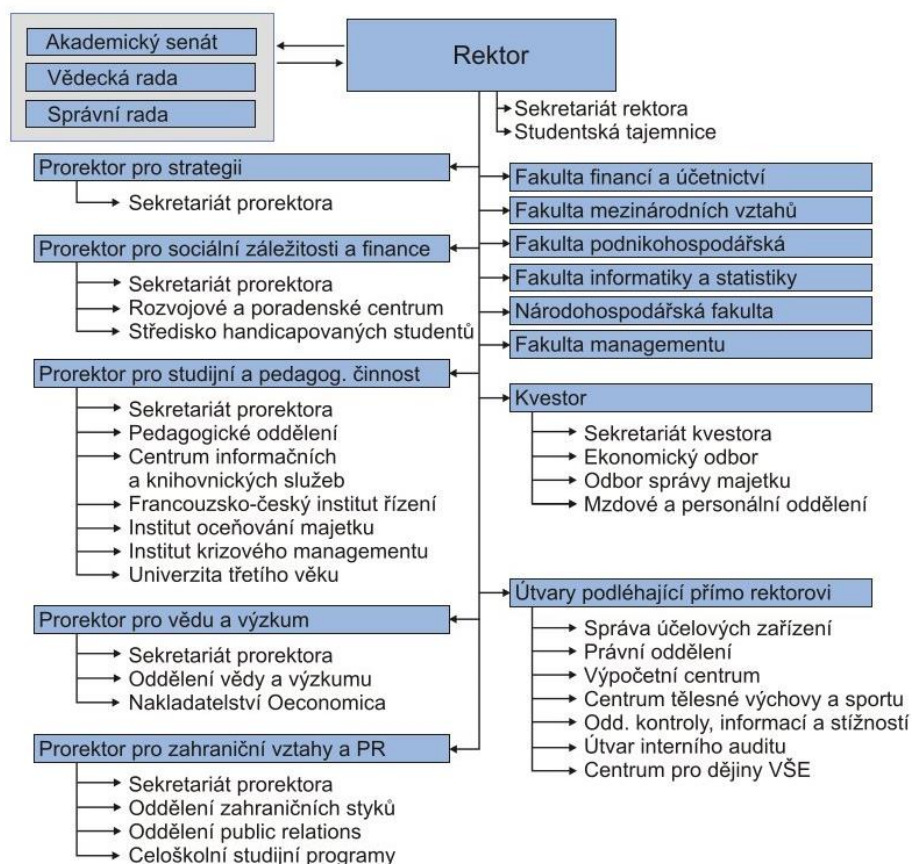 Akademický senát
Vědecká rada
Správní rada
Rektor
Sekretariát rektora
Studentská tajemnice
Prorektor pro strategii
Sekretariát prorektora
Prorektor pro sociální záležitosti a finance
Sekretariát prorektora
Rozvojové a poradenské centrum
Středisko handicapovaných studentů
Prorektor pro studijní a pedagog. činnost
Sekretariát prorektora
Pedagogické oddělení
Centrum informačních
a knihovnických služeb
Francouzsko-český institut řízení
Institut oceňování majetku
Institut krizového managementu
Univerzita třetího věku
Prorektor pro vědu a výzkum
Sekretariát prorektora
Oddělení vědy a výzkumu
Nakladatelství Oeconomica
Prorektor pro zahraniční vztahy a PR
Sekretariát prorektora
Oddělení zahraničních styků
Oddělení public relations
Celoškolní studijní programy
Fakulta financí a účetnictví
Fakulta mezinárodních vztahů
Fakulta podnikohospodářská
Fakulta informatiky a statistiky
Národohospodářská fakulta
Fakulta managementu
Kvestor
Sekretariát kvestora
Ekonomický odbor
Odbor správy majetku
Mzdové a personální oddělení
Útvary podléhající přímo rektorovi
Správa účelových zařízení
Právní oddělení
Výpočetní centrum
Centrum tělesné výchovy a sportu
Odd. kontroly, informací a stížností
Útvar interního auditu
Centrum pro dějiny VŠE